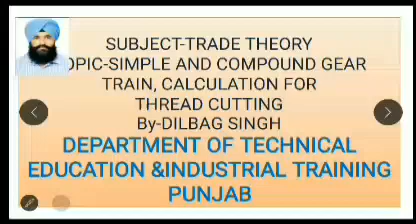 SUBJECT-TRADE THEORY
OPIC-SIMPLE AND COMPOUND GEAR
TRAIN, CALCULATION FOR
THREAD CUTTING
By-DILBAG SINGH
DEPARTMENT OF TECHNICAL
EDUCATION &INDUSTRIAL TRAINING
PUNJAB